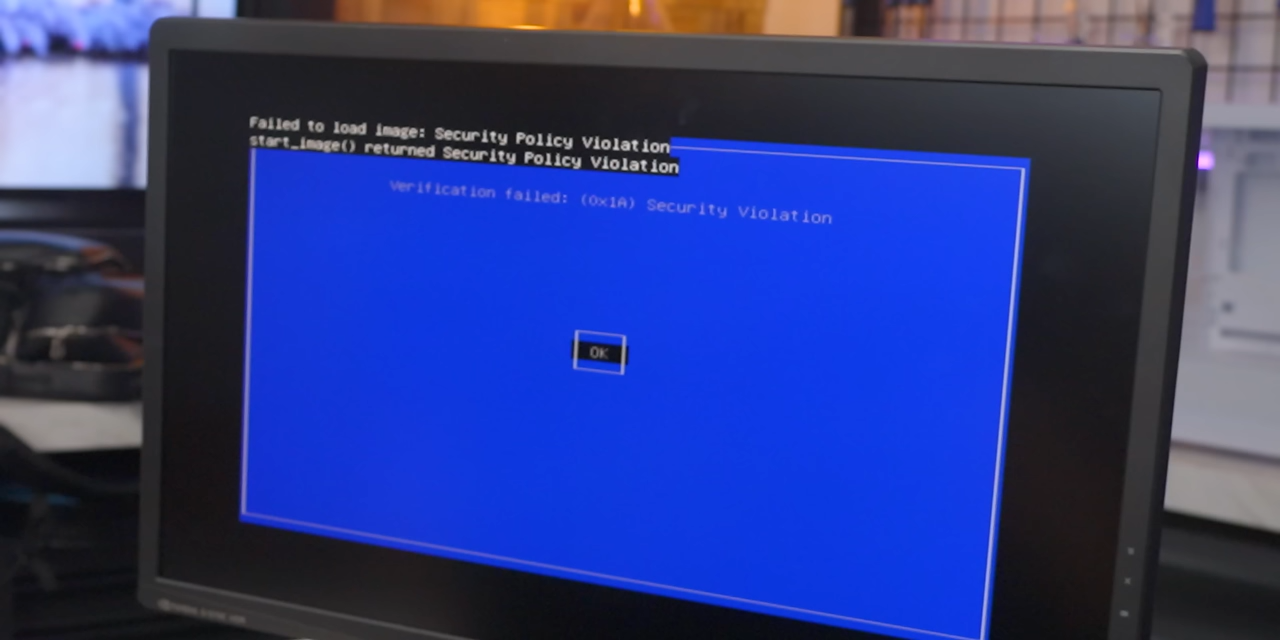 Failed to load image: Security Policy Violation
start_image() returned Security Policy Violation
Verification failed: (0x1A) Security Violation
OK